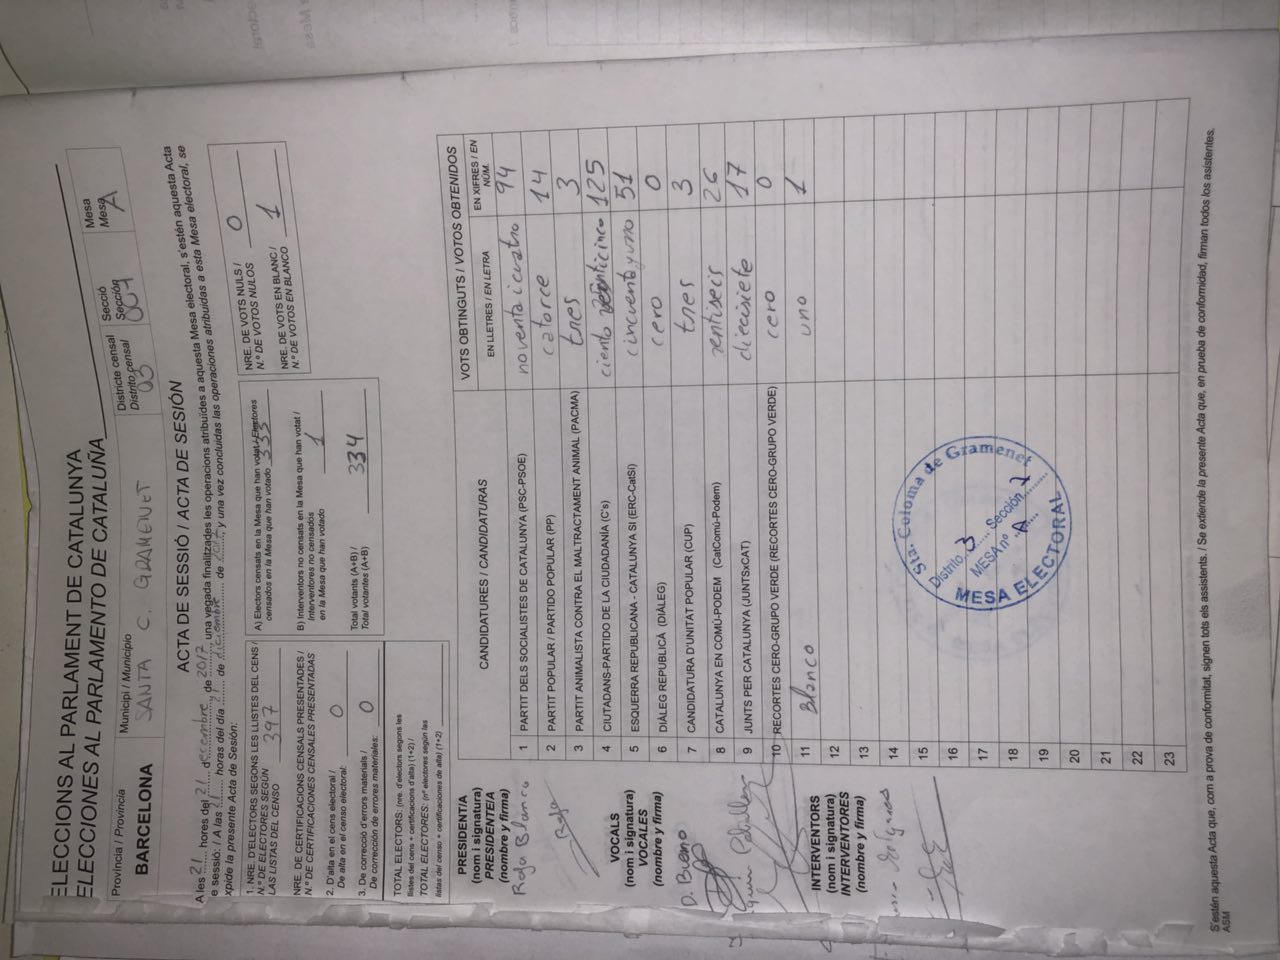 ELECCIONS AL PARLAMENT DE CATALUNYA
ELECCIONES AL PARLAMENTO DE CATALUÑA
Provincia / Provincia
BARCELONA
Municipi / Municipio
SANTA C. GRAMENET
Districte censal
Distrito censal
03
Secció
Sección
007
Mesa
Mesa
A
ACTA DE SESSIÓ / ACTA DE SESIÓN
A les 21 hores del 21 d decembre de 2017 una vegada finalitzades les operacions atribuïdes a aquesta Mesa electoral, s'estén aquesta Acta
e sessió: / A las 21 horas del día 21 de diciembre de 2017 y una vez concluidas las operaciones atribuidas a esta Mesa electoral, se
xpide la presente Acta de Sesión:
1. NRE. D'ELECTORS SEGONS LES LLISTES DEL CENS /
N.º DE ELECTORES SEGÚN
LAS LISTAS DEL CENSO 397
NRE. DE CERTIFICACIONS CENSALS PRESENTADES /
N.º DE CERTIFICACIONES CENSALES PRESENTADAS
2. D'alta en el cens electoral /
De alta en el censo electoral: 0
3. De correcció d'errors materials /
De corrección de errores materiales: 0
TOTAL ELECTORS: (nre. d'electors segons les
llistes del cens + certificacions d'alta) (1+2) /
TOTAL ELECTORES: (nº electores según las
listas del censo + certificaciones de alta) (1+2)
A) Electors censats en la Mesa que han votat / Electores
censados en la Mesa que han votado 333
B) Interventors no censats en la Mesa que han votat /
Interventores no censados
en la Mesa que han votado 1
Total votants (A+B) /
Total votantes (A+B) 334
NRE. DE VOTS NULS /
N.º DE VOTOS NULOS 0
NRE. DE VOTS EN BLANC /
N.º DE VOTOS EN BLANCO 1
PRESIDENTIA
(nom i signatura)
PRESIDENTEIA
(nombre y firma)
Rafa Blanco
Rafa
VOCALS
(nom i signatura)
VOCALES
(nombre y firma)
INTERVENTORS
(nom i signatura)
INTERVENTORES
(nombre y firma)
CANDIDATURES / CANDIDATURAS
VOTS OBTINGUTS / VOTOS OBTENIDOS
EN LLETRES / EN LETRA
EN XIFRES / EN NÚM.
1 PARTIT DELS SOCIALISTES DE CATALUNYA (PSC-PSOE) noventa i cuatro 94
2 PARTIT POPULAR / PARTIDO POPULAR (PP) catorce 14
3 PARTIT ANIMALISTA CONTRA EL MALTRACTAMENT ANIMAL (PACMA) tres 3
4 CIUTADANS-PARTIDO DE LA CIUDADANÍA (C's) ciento venticinco 125
5 ESQUERRA REPUBLICANA - CATALUNYA SI (ERC-CatSí) cincuenta y uno 51
6 DIÀLEG REPUBLICÀ (DIÀLEG) cero 0
7 CANDIDATURA D'UNITAT POPULAR (CUP) tres 3
8 CATALUNYA EN COMÚ-PODEM (CatComú-Podem) ventiseis 26
9 JUNTS PER CATALUNYA (JUNTSxCAT) diecisiete 17
10 RECORTES CERO-GRUPO VERDE (RECORTES CERO-GRUPO VERDE) cero 0
11 Blanco uno 1
12
13
14
15
16
17
18
19
20
21
22
23
Sta. Coloma de Gramenet
Distrito 3 Sección 7
MESA nº A
MESA ELECTORAL
S'estén aquesta Acta que, com a prova de conformitat, signen tots els assistents. / Se extiende la presente Acta que, en prueba de conformidad, firman todos los asistentes.
ASM